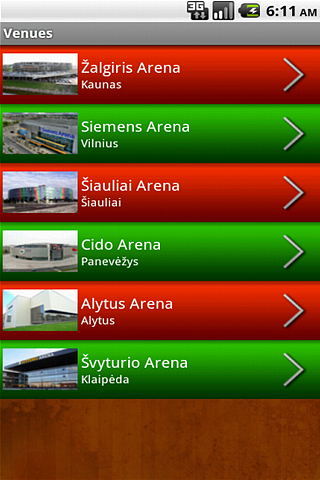 3G 6:11 AM
Venues
Žalgiris Arena
Kaunas
Siemens Arena
Vilnius
Šiauliai Arena
Šiauliai
Cido Arena
Panevėžys
Alytus Arena
Alytus
Švyturio Arena
Klaipėda